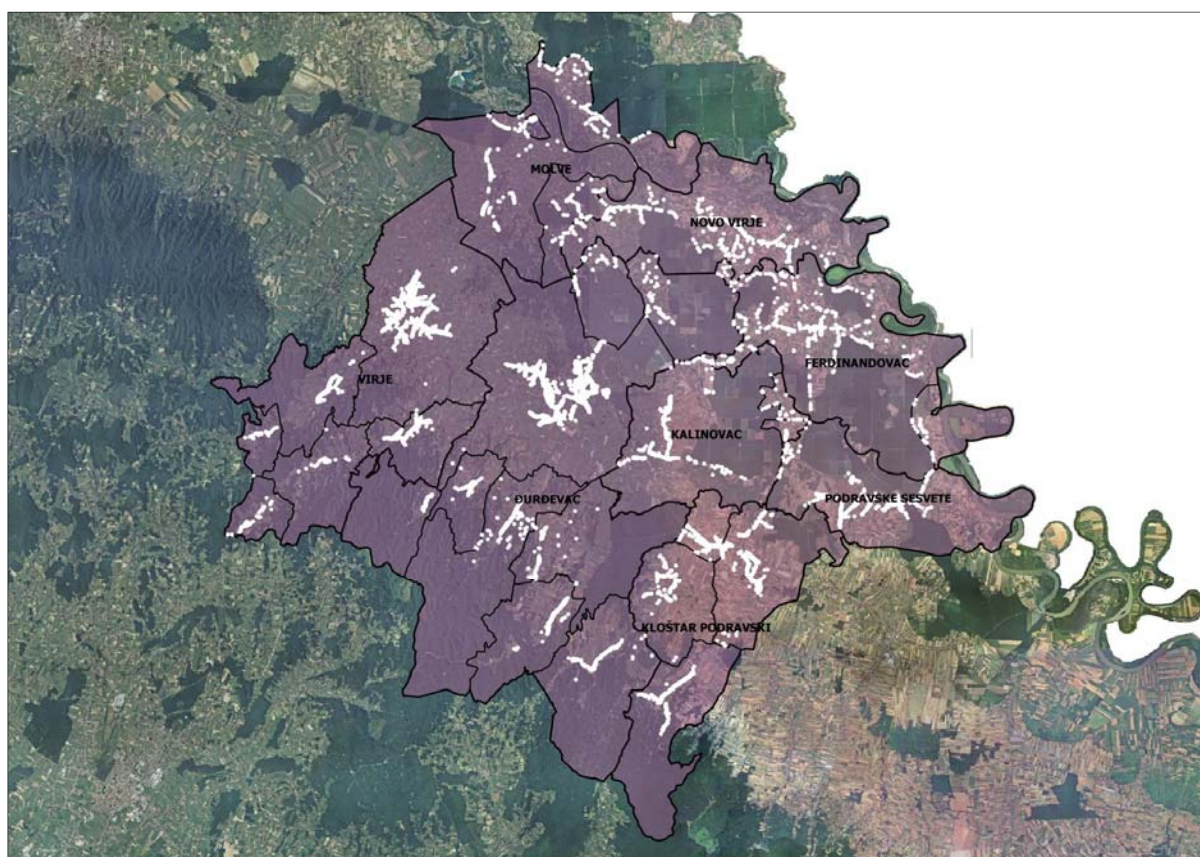 MOLVE
NOVO VIRJE
FERDINANDOVAC
VIRJE
KALINOVAC
ĐURĐEVAC
PODRAVSKE SESVETE
KLOŠTAR PODRAVSKI